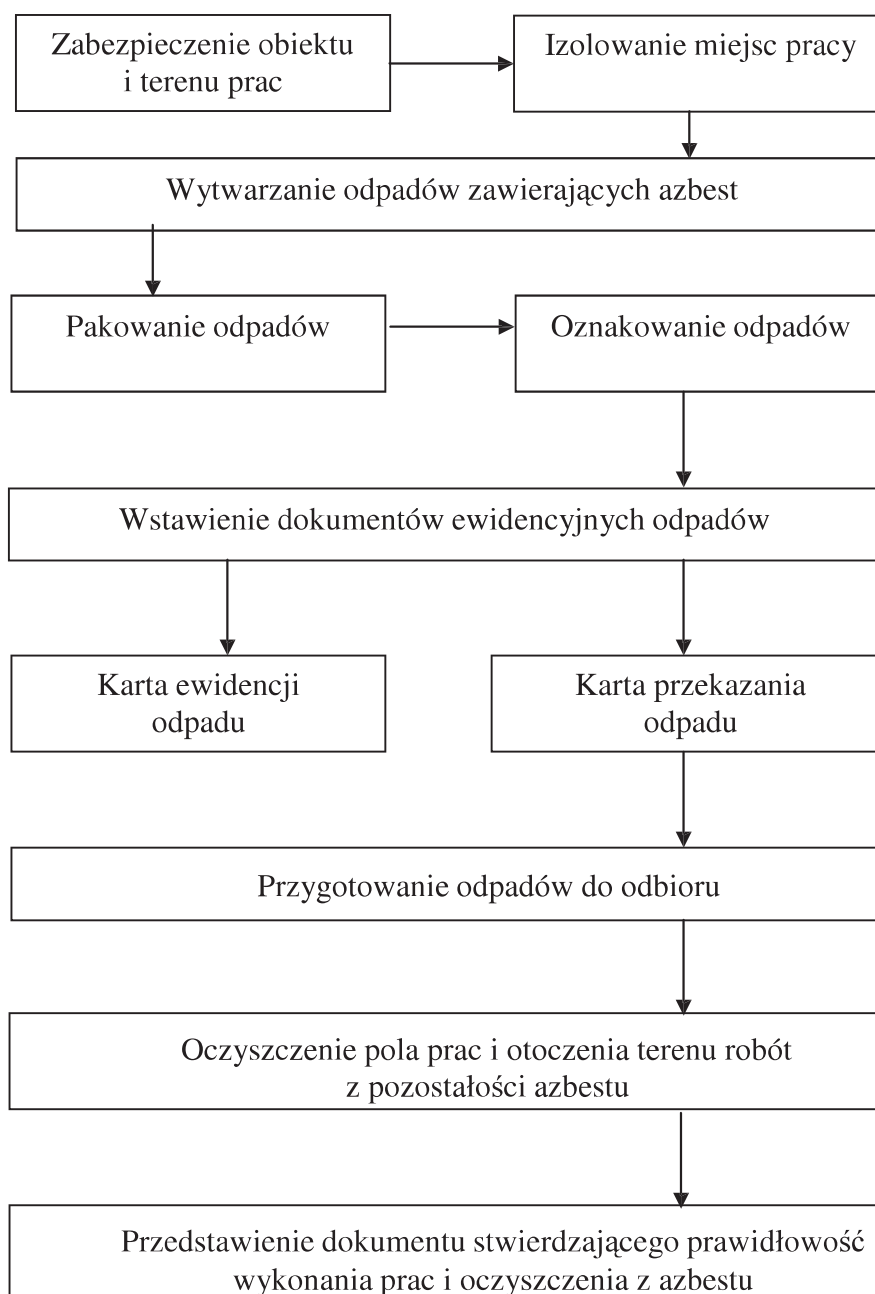 Zabezpieczenie obiektu
i terenu prac
Izolowanie miejsc pracy
Wytwarzanie odpadów zawierających azbest
Pakowanie odpadów
Oznakowanie odpadów
Wstawienie dokumentów ewidencyjnych odpadów
Karta ewidencji
odpadu
Karta przekazania
odpadu
Przygotowanie odpadów do odbioru
Oczyszczenie pola prac i otoczenia terenu robót
z pozostałości azbestu
Przedstawienie dokumentu stwierdzającego prawidłowość
wykonania prac i oczyszczenia z azbestu